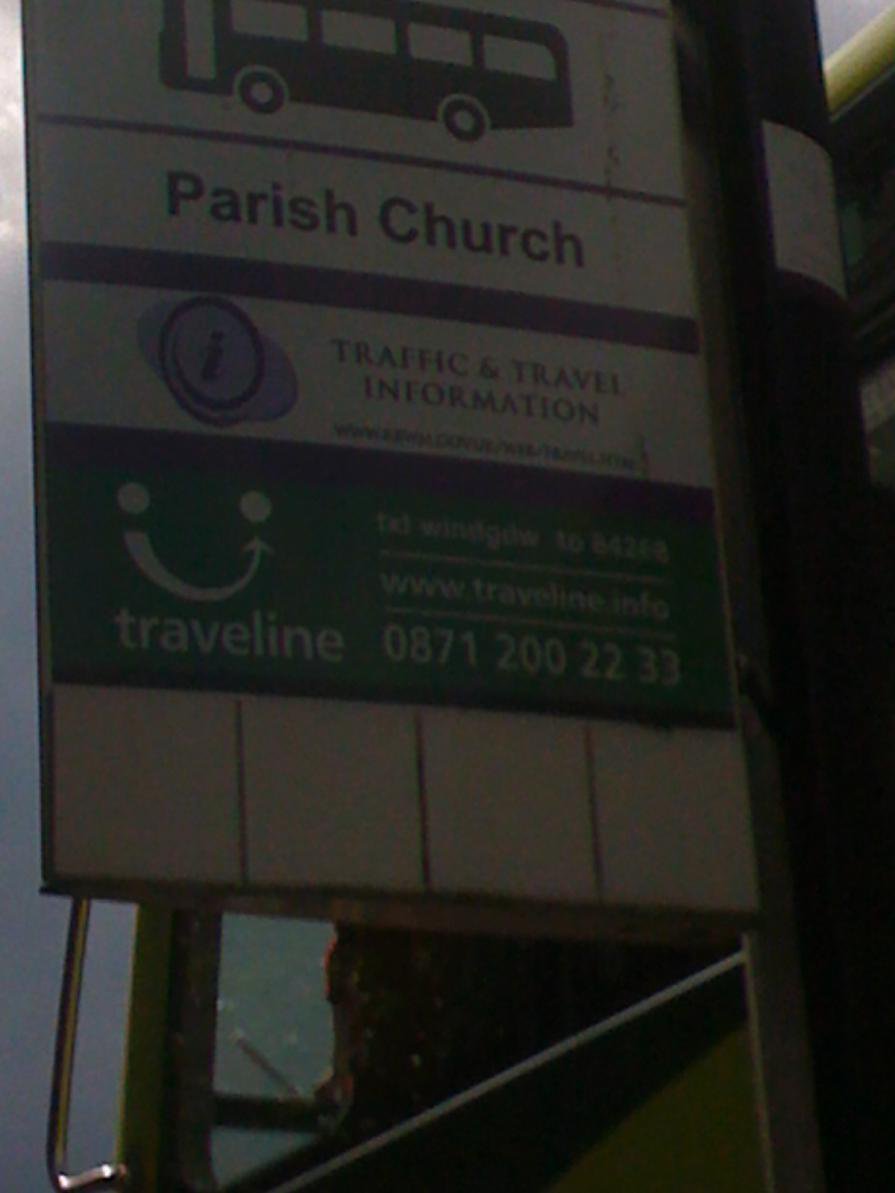 Parish Church
i
TRAFFIC & TRAVEL
INFORMATION
txt windgdw to 84268
www.traveline.info
traveline
0871 200 22 33